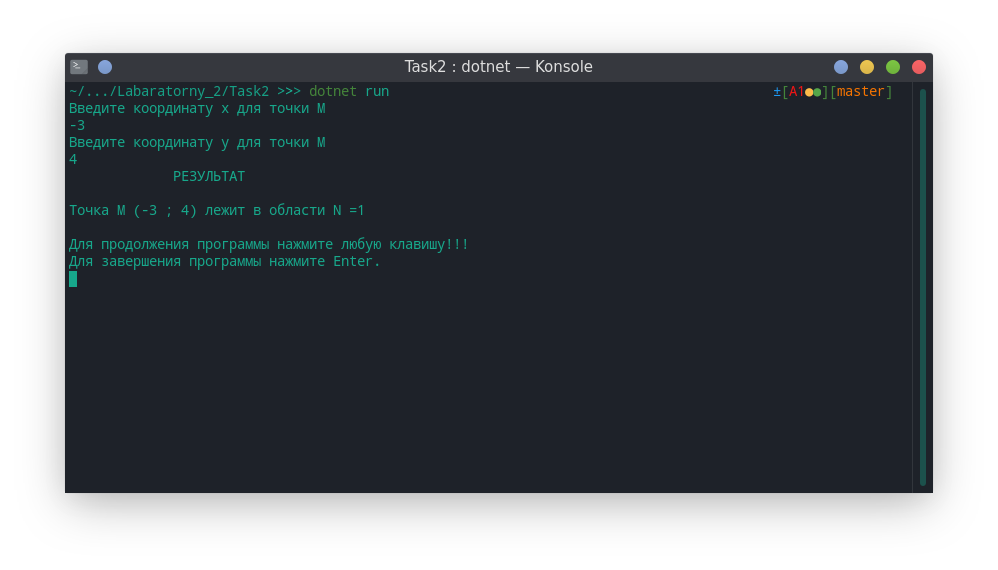 Task2 : dotnet — Konsole
~/.../Labaratorny_2/Task2 >>> dotnet run ±[A1●●][master]
Введите координату x для точки M
-3
Введите координату y для точки M
4
РЕЗУЛЬТАТ
Точка M (-3 ; 4) лежит в области N =1
Для продолжения программы нажмите любую клавишу!!!
Для завершения программы нажмите Enter.